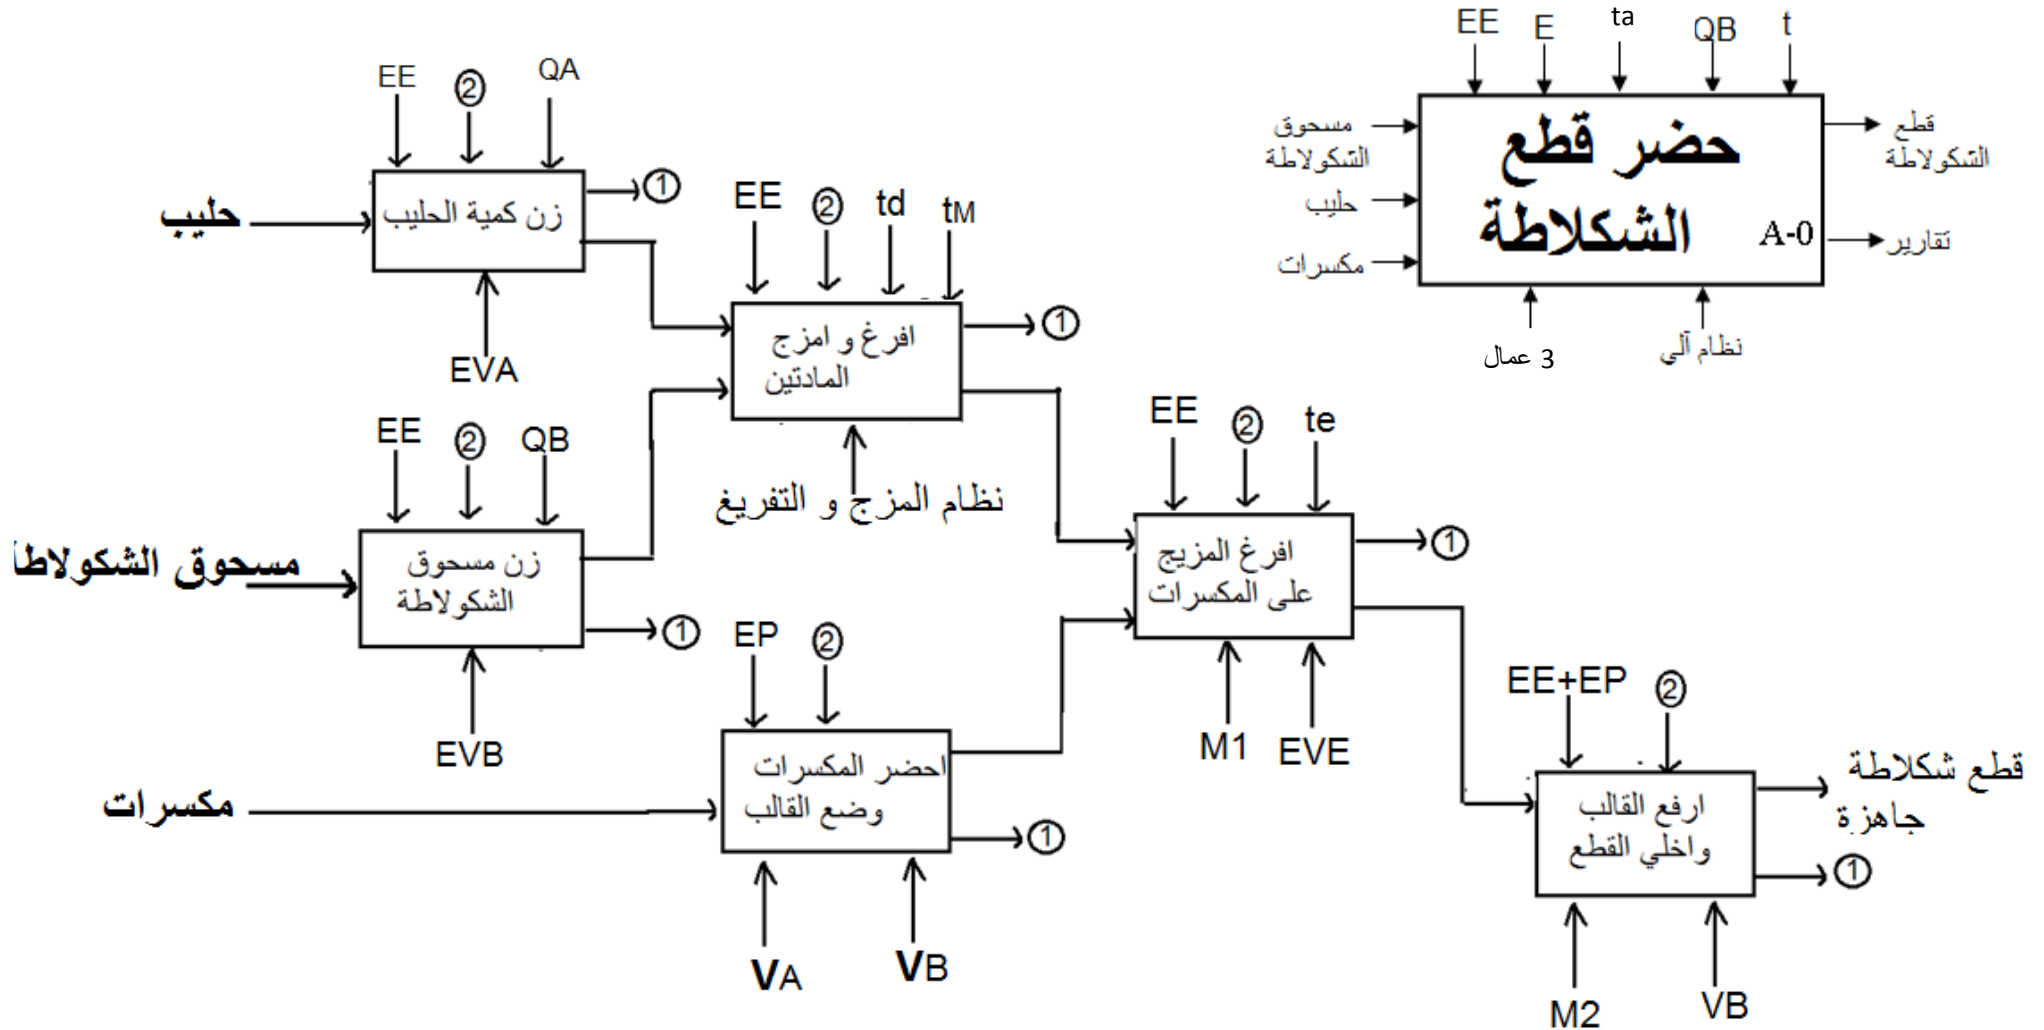 EE
E
ta
QB
t
مسحوق
الشكولاطة
حليب
مكسرات
حضر قطع
الشكلاطة
A-0
قطع
الشكولاطة
تقارير
3 عمال
نظام آلي
EE
2
QA
حليب
زن كمية الحليب
1
EVA
EE
2
td
tM
افرغ و امزج
المادتين
1
نظام المزج و التفريغ
EE
2
QB
مسحوق الشكولاطة
زن مسحوق
الشكولاطة
1
EVB
EP
2
مكسرات
احضر المكسرات
وضع القالب
1
VA
VB
EE
2
te
افرغ المزيج
على المكسرات
1
M1
EVE
EE+EP
2
ارفع القالب
واخلي القطع
قطع شكلاطة
جاهزة
1
M2
VB